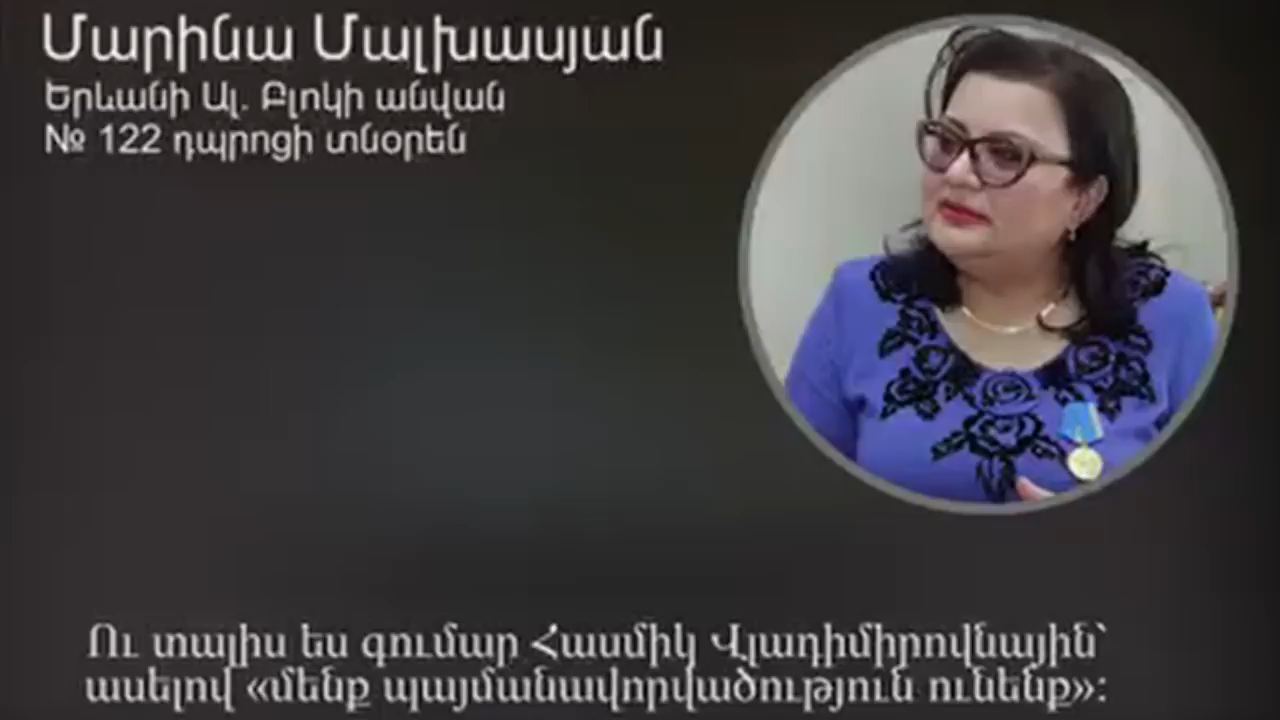 Մարինա Մալխասյան
Երևանի Ալ. Բլոկի անվան
№ 122 դպրոցի տնօրեն
Ու տալիս ես գումար Հասմիկ Վլադիմիրովնային՝
ասելով «մենք պայմանավորվածություն ունենք»: